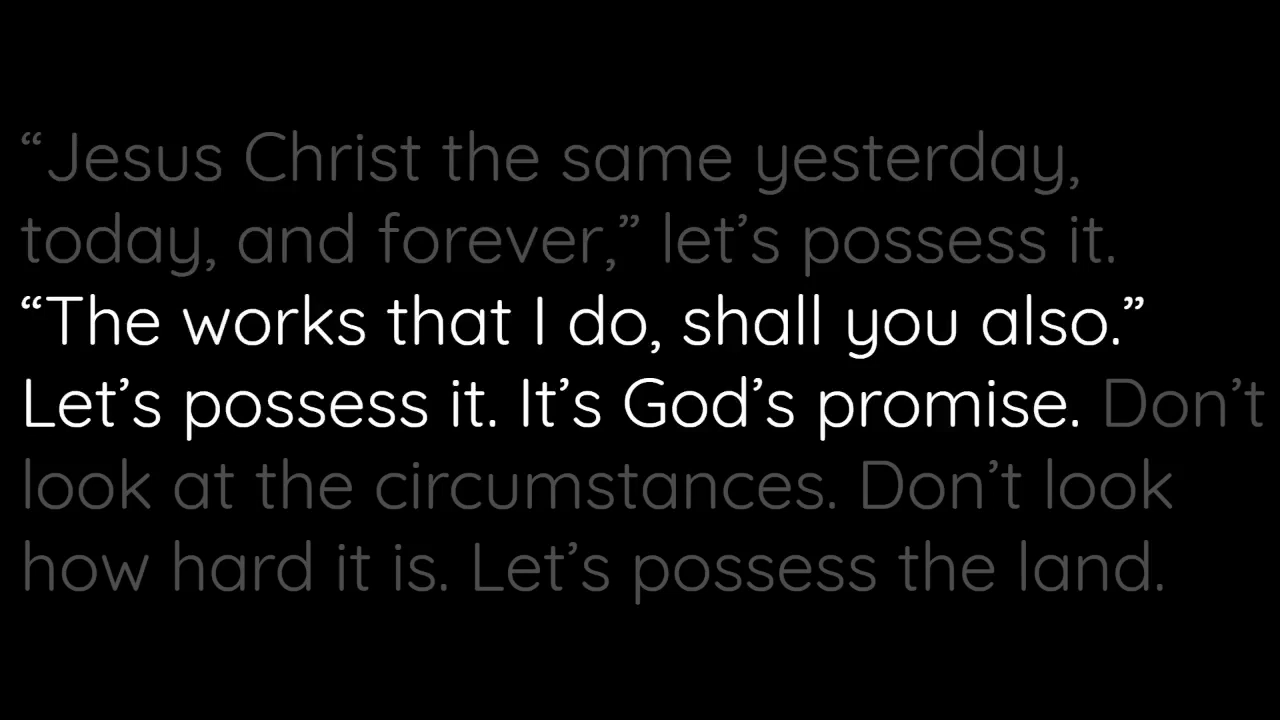 “Jesus Christ the same yesterday,
today, and forever,” let’s possess it.
“The works that I do, shall you also.”
Let’s possess it. It’s God’s promise. Don’t
look at the circumstances. Don’t look
how hard it is. Let’s possess the land.